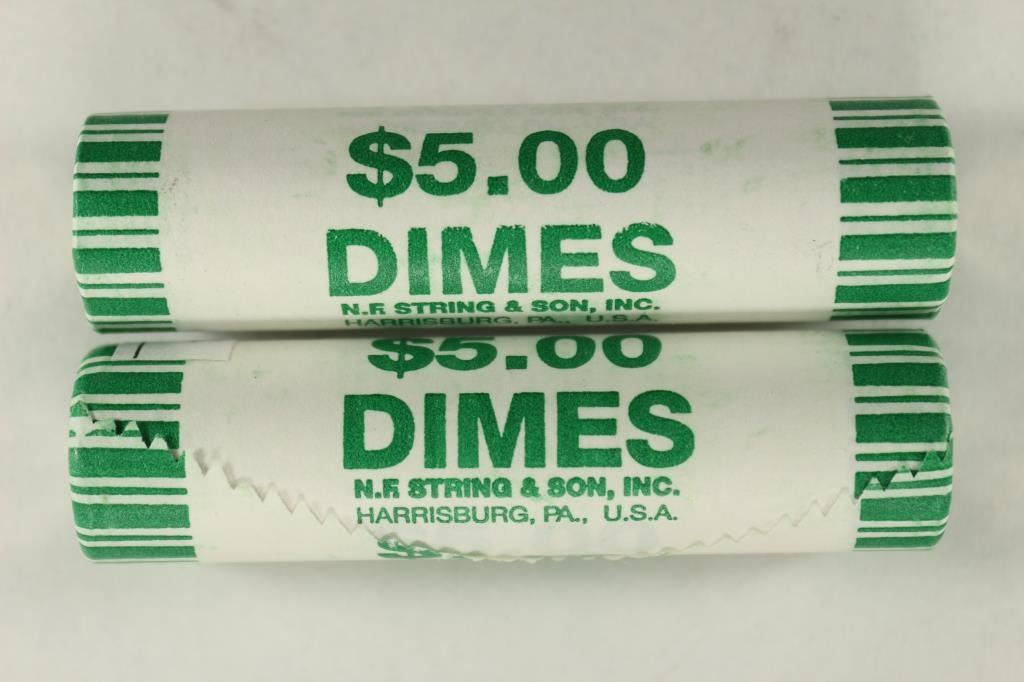 $5.00
DIMES
N.F. STRING & SON, INC.
HARRISBURG, PA., U.S.A.
$5.00
DIMES
N.F. STRING & SON, INC.
HARRISBURG, PA., U.S.A.